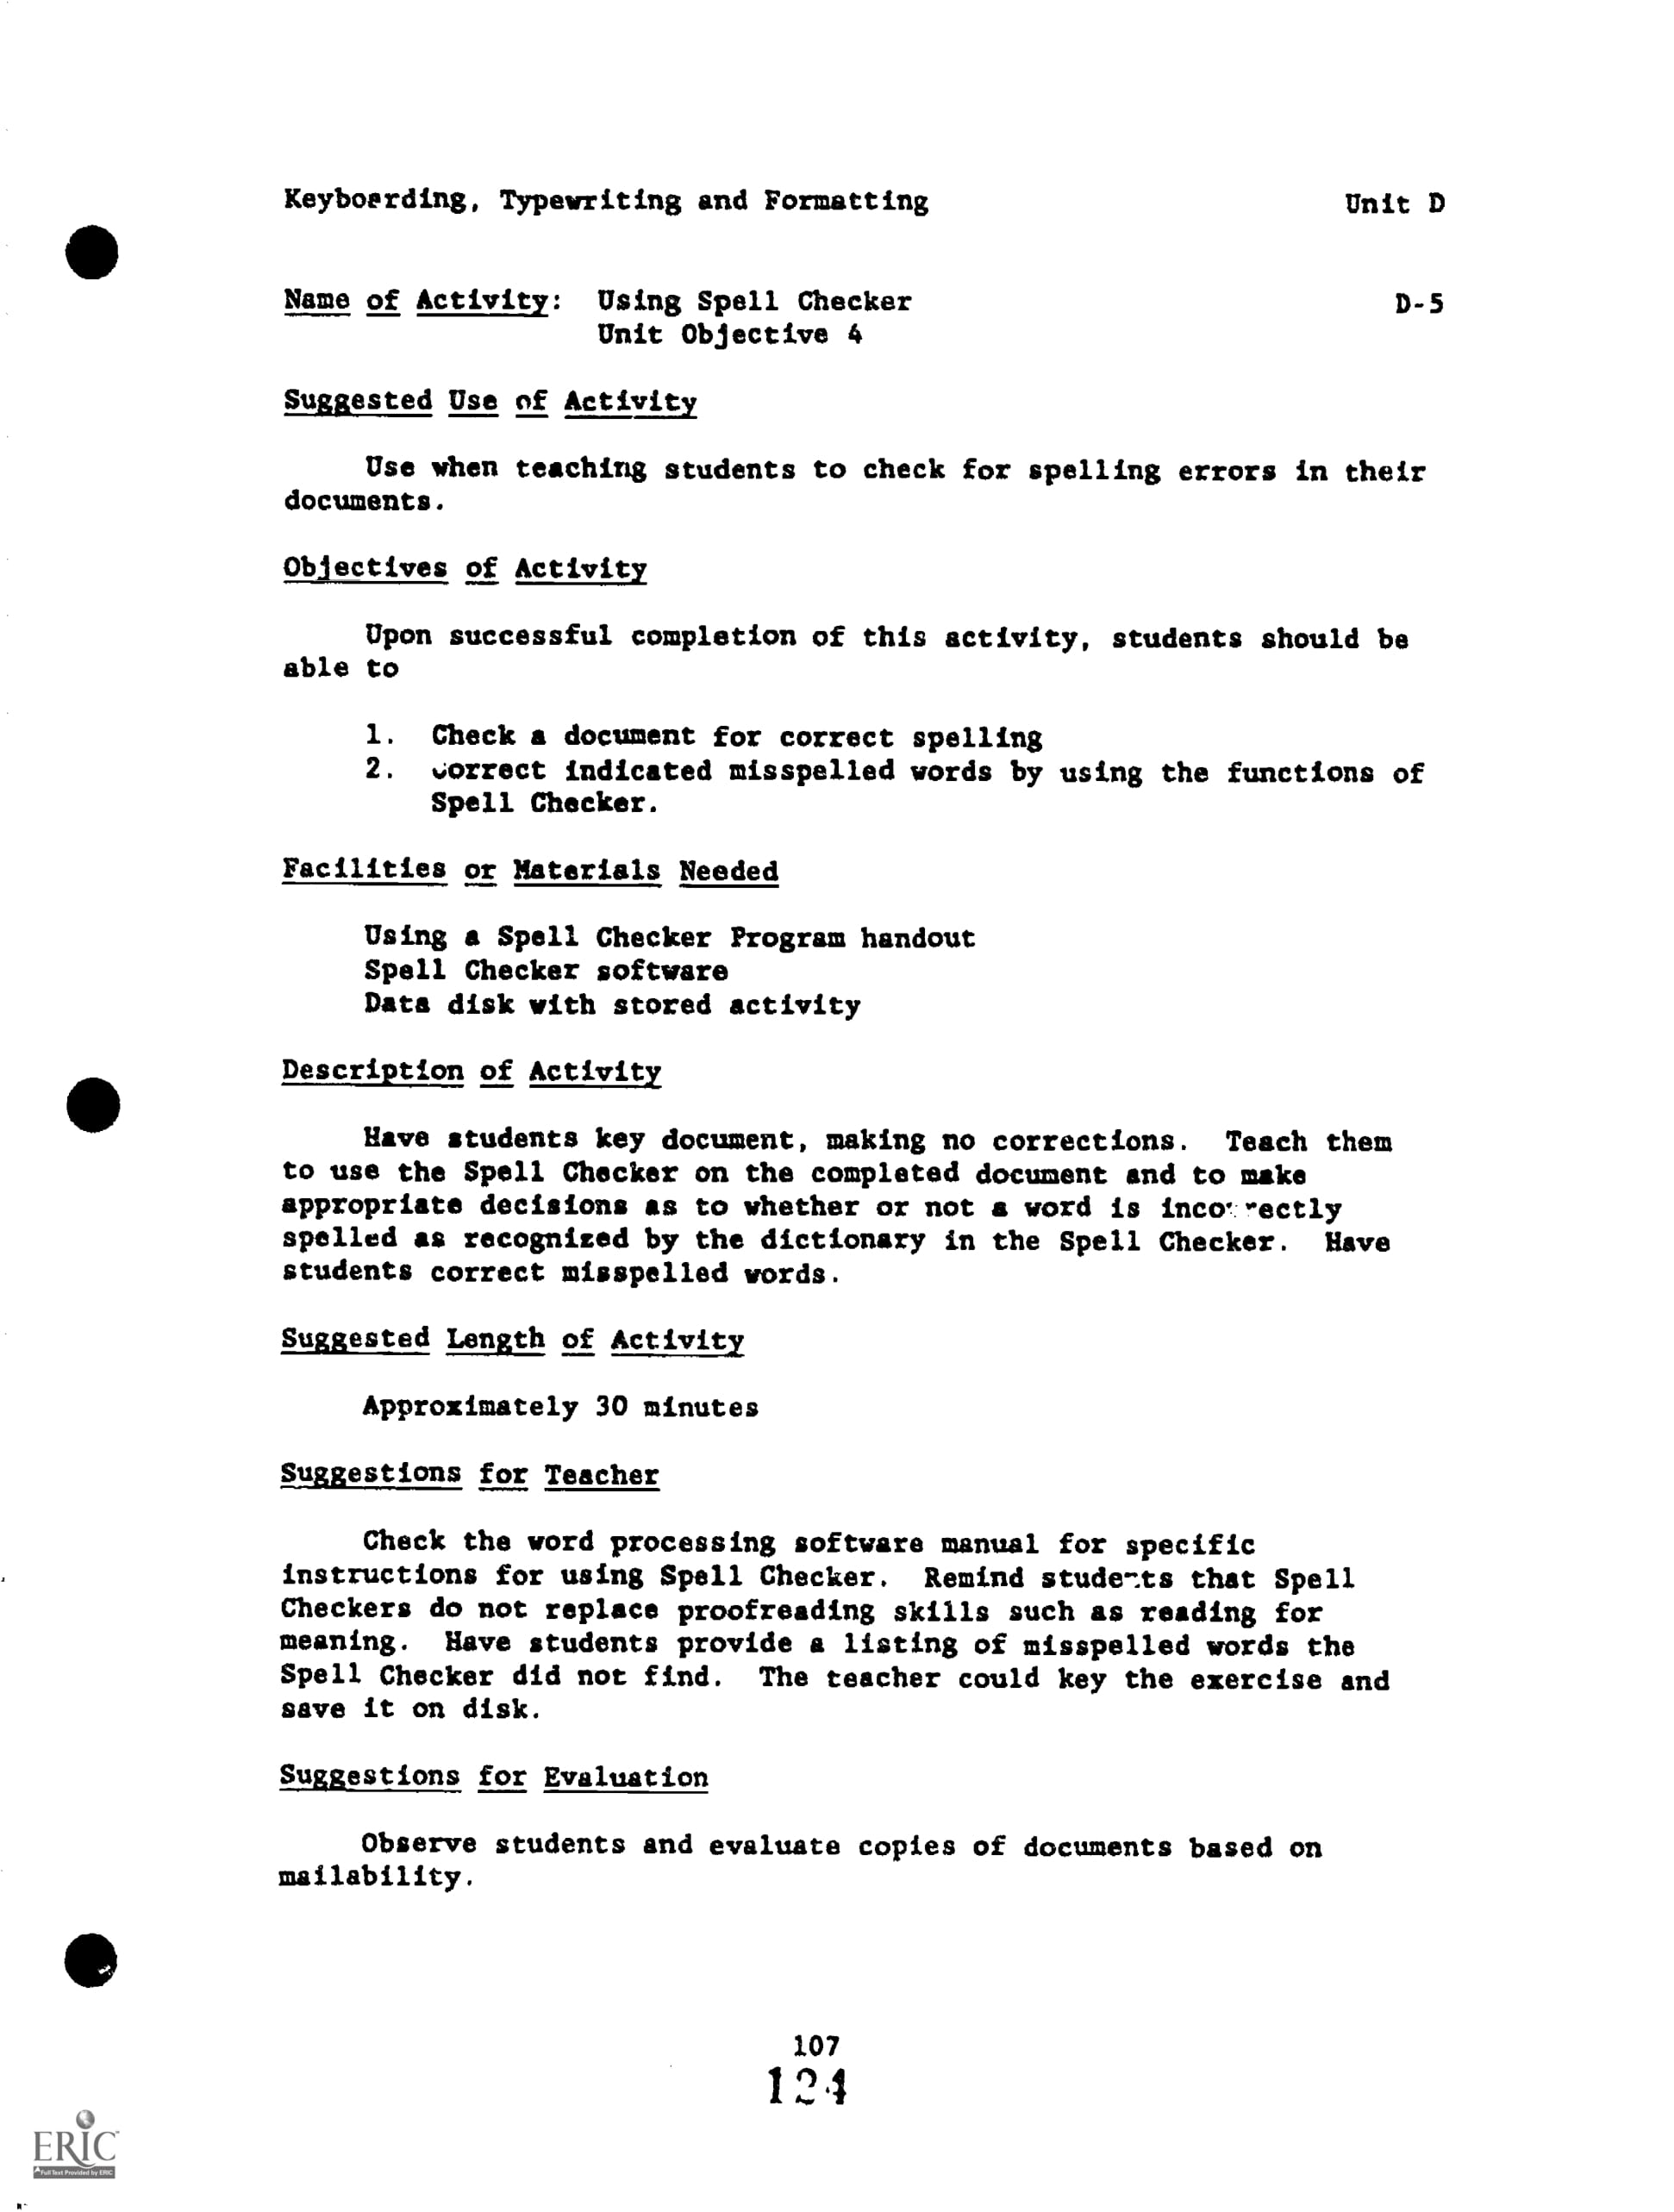 Keyboarding, Typewriting and Formatting Unit D
Name of Activity: Using Spell Checker D-5
Unit Objective 4
Suggested Use of Activity
Use when teaching students to check for spelling errors in their
documents.
Objectives of Activity
Upon successful completion of this activity, students should be
able to
1. Check a document for correct spelling
2. Correct indicated misspelled words by using the functions of
Spell Checker.
Facilities or Materials Needed
Using a Spell Checker Program handout
Spell Checker software
Data disk with stored activity
Description of Activity
Have students key document, making no corrections. Teach them
to use the Spell Checker on the completed document and to make
appropriate decisions as to whether or not a word is incorrectly
spelled as recognized by the dictionary in the Spell Checker. Have
students correct misspelled words.
Suggested Length of Activity
Approximately 30 minutes
Suggestions for Teacher
Check the word processing software manual for specific
instructions for using Spell Checker. Remind students that Spell
Checkers do not replace proofreading skills such as reading for
meaning. Have students provide a listing of misspelled words the
Spell Checker did not find. The teacher could key the exercise and
save it on disk.
Suggestions for Evaluation
Observe students and evaluate copies of documents based on
mailability.
107
124
ERIC
Full Text Provided by ERIC